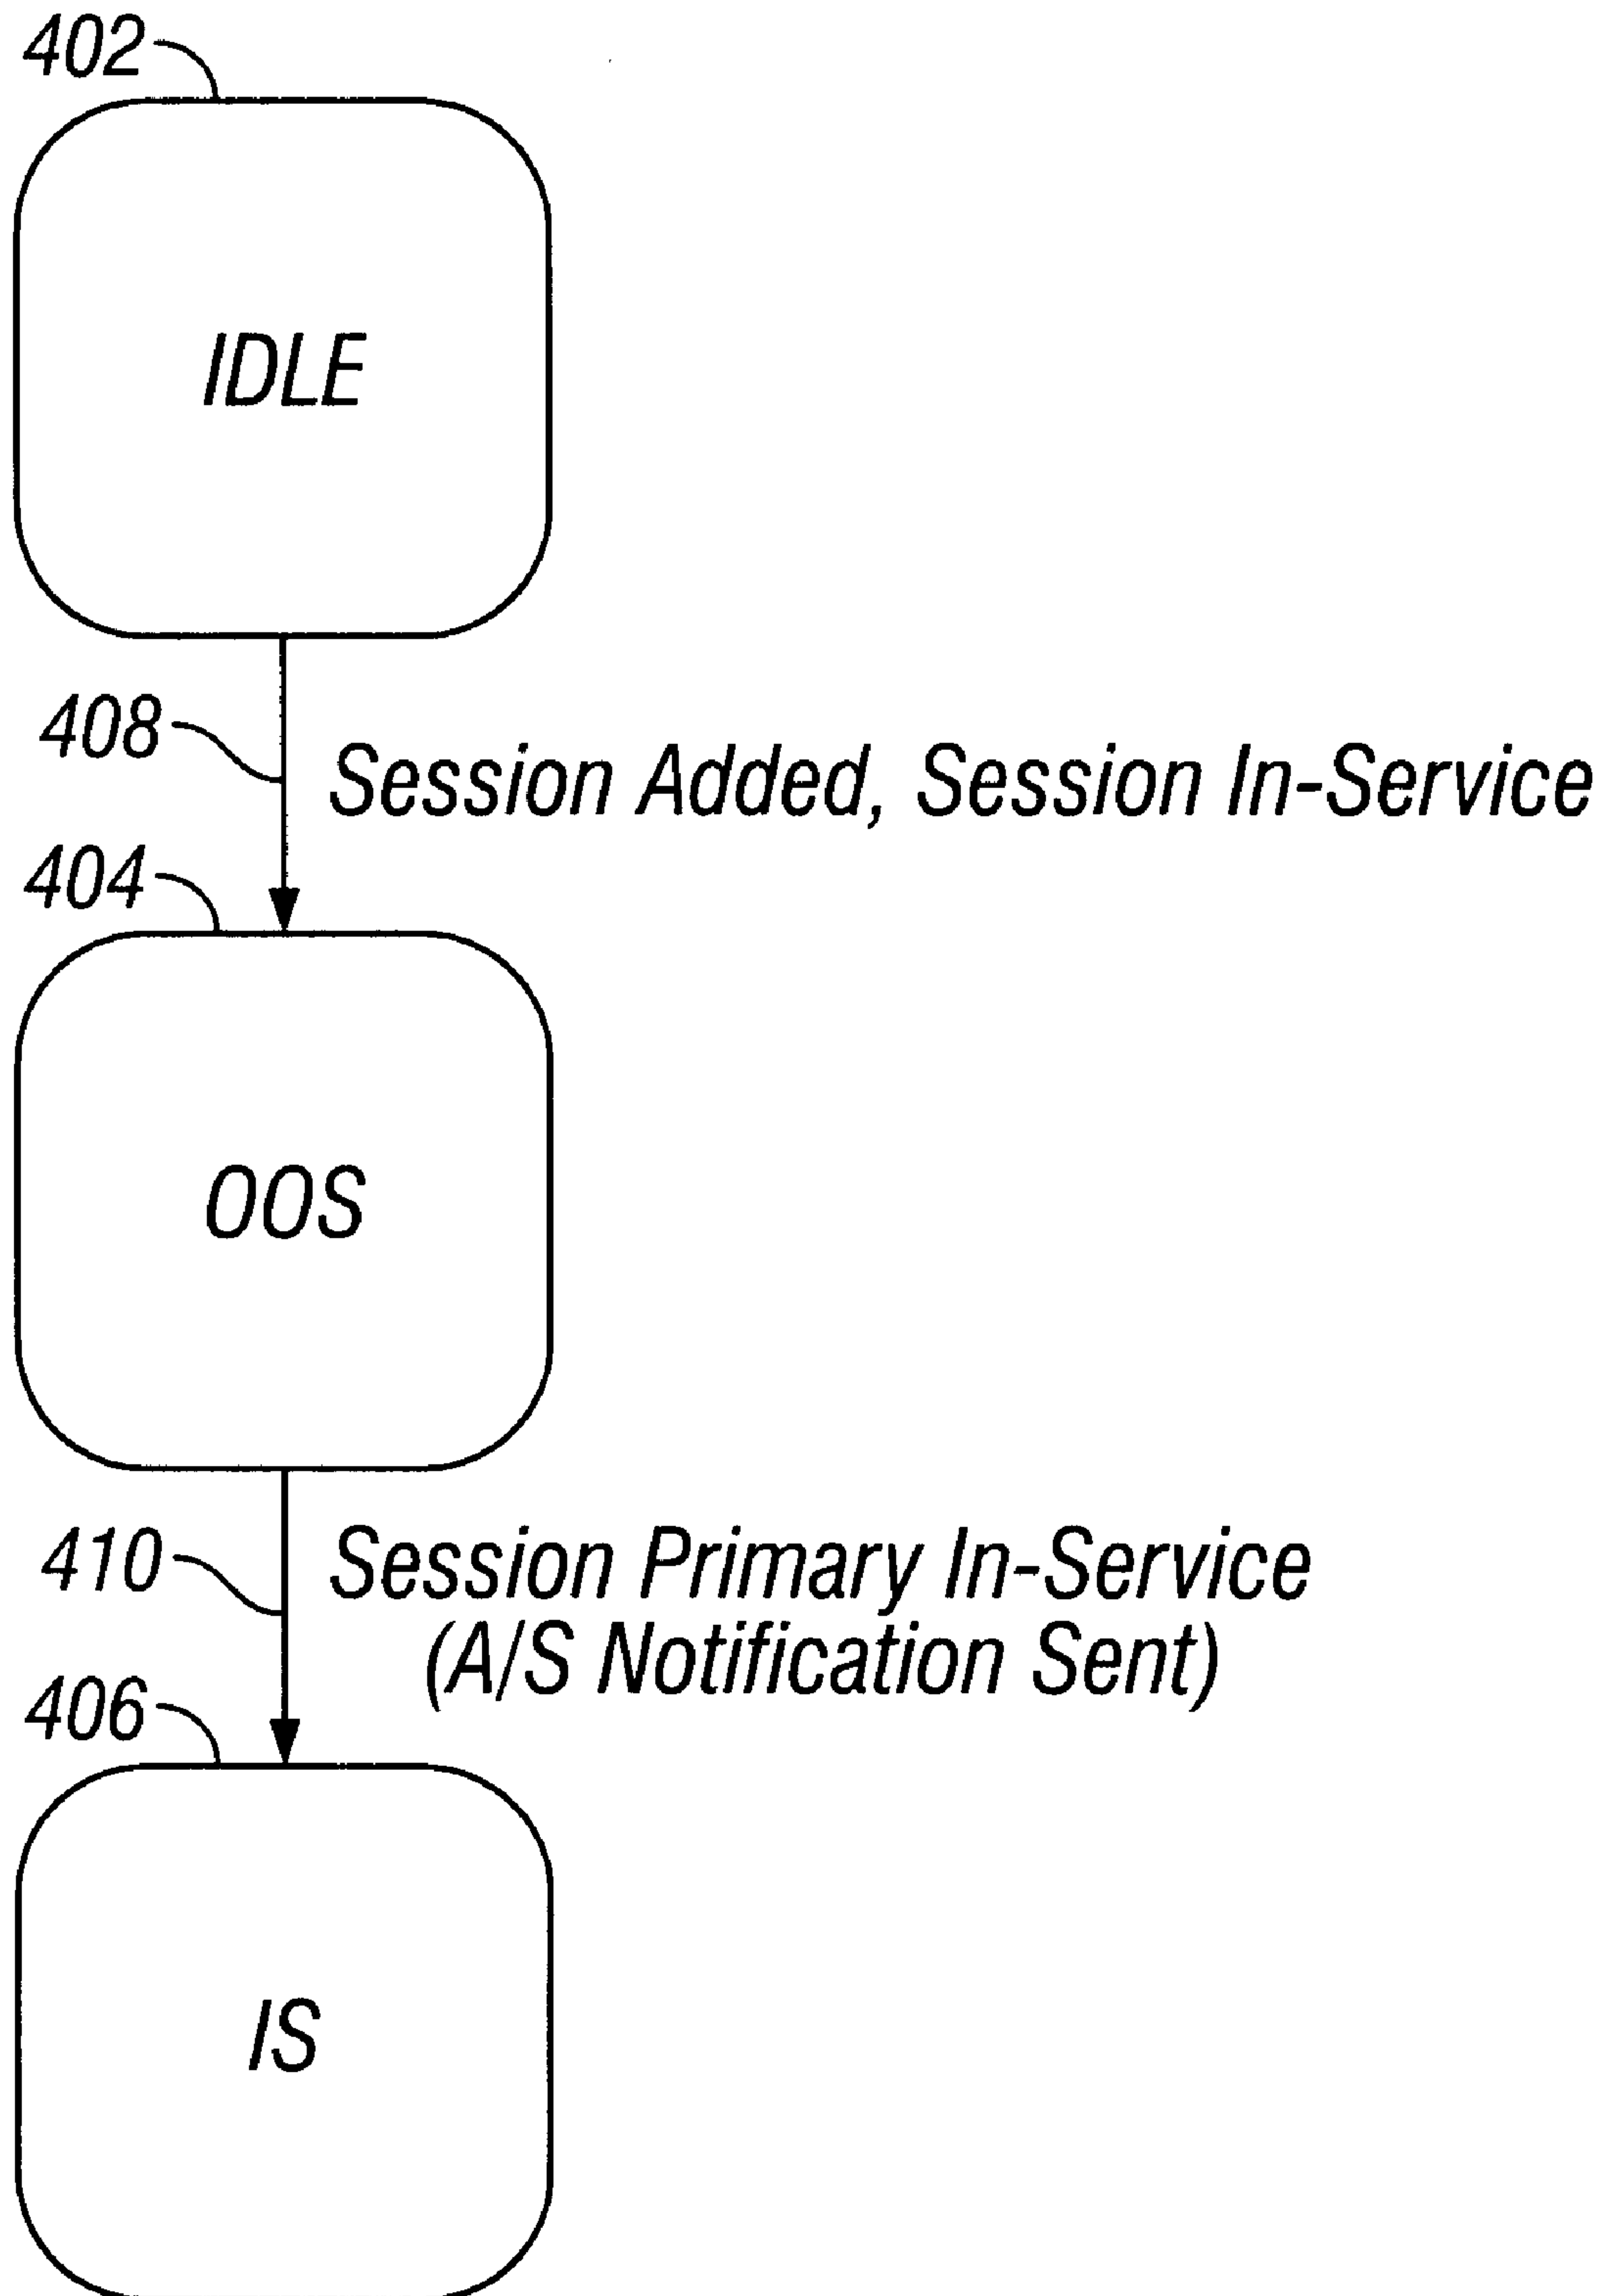 402
IDLE
408
Session Added, Session In-Service
404
OOS
410
Session Primary In-Service
(A/S Notification Sent)
406
IS